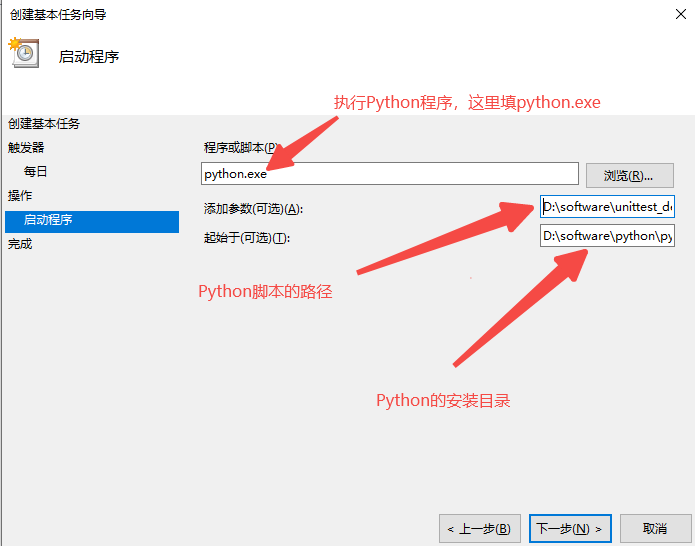 创建基本任务向导
启动程序
执行Python程序，这里填python.exe
创建基本任务
触发器
程序或脚本(P)
python.exe
浏览(R)...
每日
操作
添加参数(可选)(A):
D:\software\unittest_de
启动程序
起始于(可选)(T):
D:\software\python\py
完成
Python脚本的路径
Python的安装目录
< 上一步(B)
下一步(N) >
取消